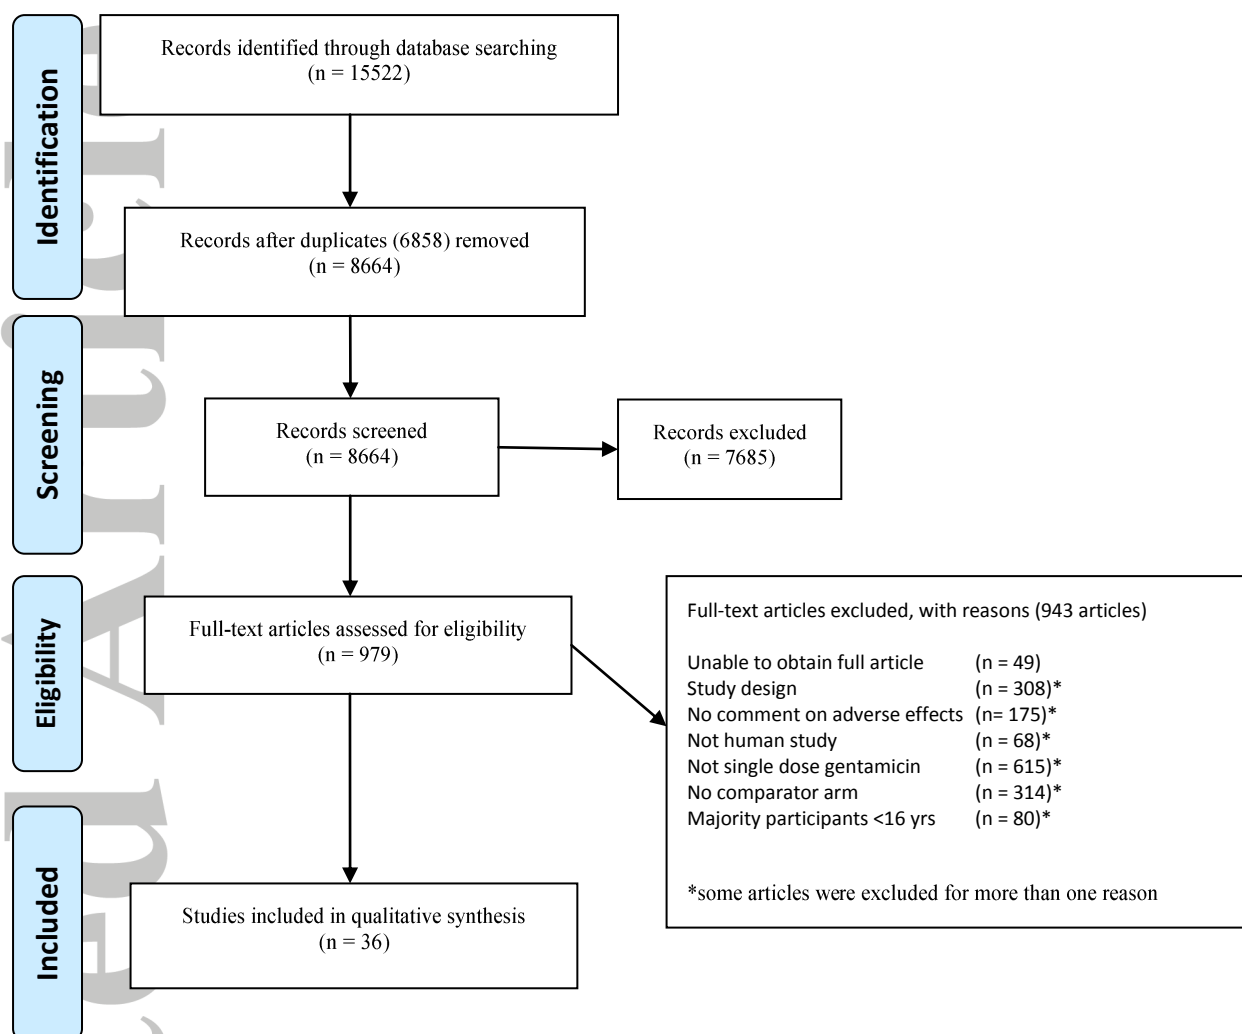 Identification
Records identified through database searching
(n = 15522)
Records after duplicates (6858) removed
(n = 8664)
Screening
Records screened
(n = 8664)
Records excluded
(n = 7685)
Eligibility
Full-text articles assessed for eligibility
(n = 979)
Full-text articles excluded, with reasons (943 articles)
Unable to obtain full article (n = 49)
Study design (n = 308)*
No comment on adverse effects (n= 175)*
Not human study (n = 68)*
Not single dose gentamicin (n = 615)*
No comparator arm (n = 314)*
Majority participants <16 yrs (n = 80)*
*some articles were excluded for more than one reason
Included
Studies included in qualitative synthesis
(n = 36)